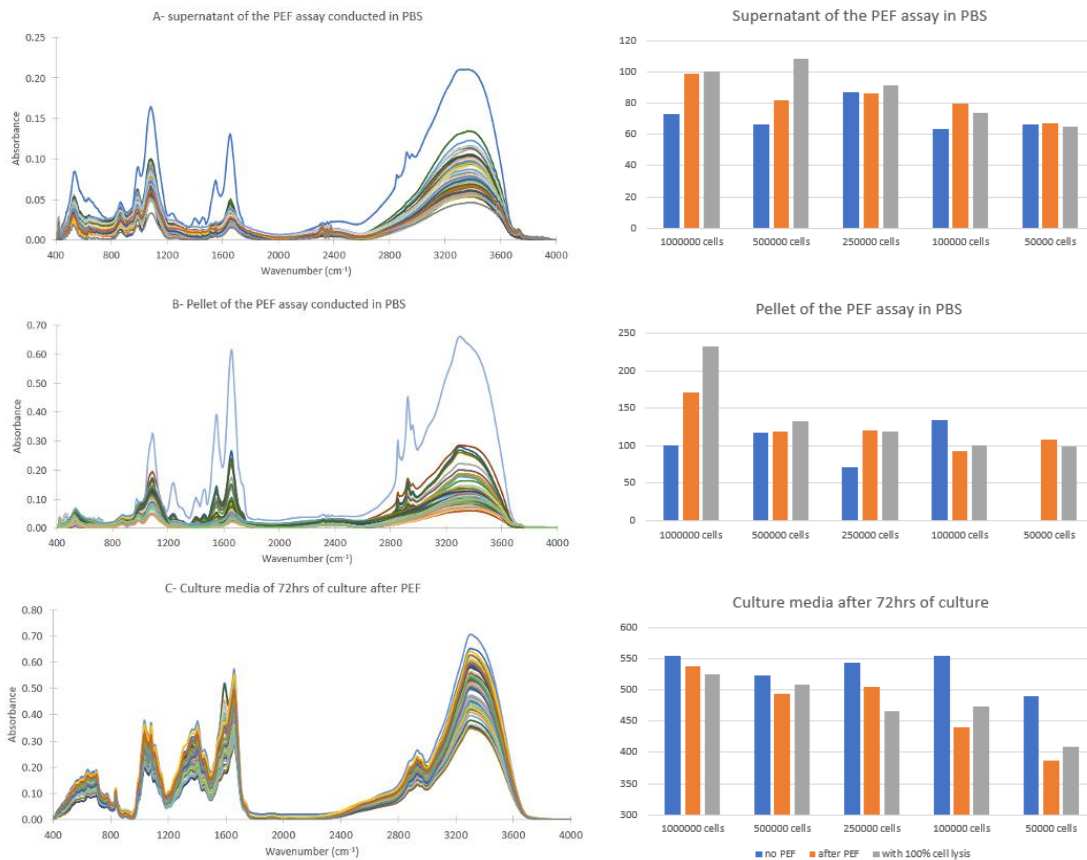 A- supernatant of the PEF assay conducted in PBS
0.25
0.20
0.15
0.10
0.05
0.00
Absorbance
400 800 1200 1600 2000 2400 2800 3200 3600 4000
Wavenumber (cm⁻¹)
Supernatant of the PEF assay in PBS
120
100
80
60
40
20
0
1000000 cells 500000 cells 250000 cells 100000 cells 50000 cells
B- Pellet of the PEF assay conducted in PBS
0.70
0.60
0.50
0.40
0.30
0.20
0.10
0.00
Absorbance
400 800 1200 1600 2000 2400 2800 3200 3600 4000
Wavenumber (cm⁻¹)
Pellet of the PEF assay in PBS
250
200
150
100
50
0
1000000 cells 500000 cells 250000 cells 100000 cells 50000 cells
C- Culture media of 72hrs of culture after PEF
0.80
0.70
0.60
0.50
0.40
0.30
0.20
0.10
0.00
Absorbance
400 800 1200 1600 2000 2400 2800 3200 3600 4000
Wavenumber (cm⁻¹)
Culture media after 72hrs of culture
600
550
500
450
400
350
300
1000000 cells 500000 cells 250000 cells 100000 cells 50000 cells
no PEF after PEF with 100% cell lysis